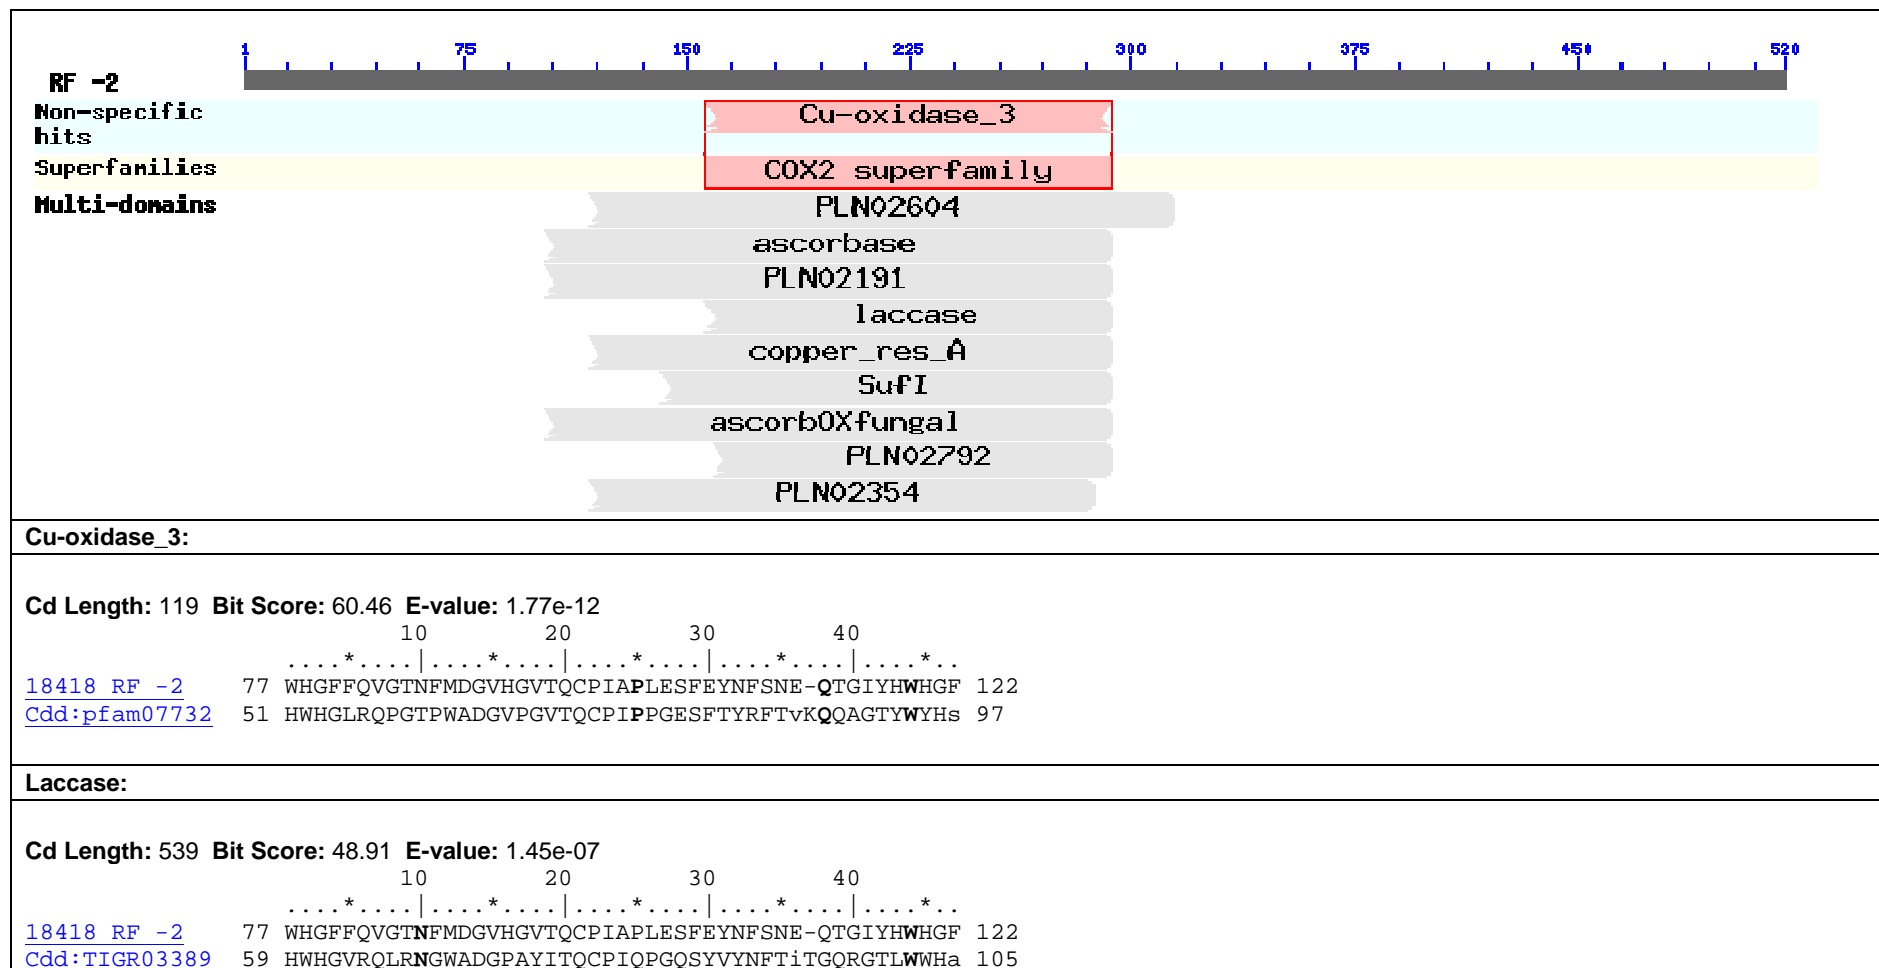 1 75 150 225 300 375 450 520
RF -2
Non-specific
hits
Cu-oxidase_3
Superfamilies
COX2 superfamily
Multi-domains
PLN02604
ascorbase
PLN02191
laccase
copper_res_A
SufI
ascorbOXfungal
PLN02792
PLN02354
Cu-oxidase_3:
Cd Length: 119 Bit Score: 60.46 E-value: 1.77e-12
10 20 30 40
....*....|....*....|....*....|....*....|....*..
18418 RF -2 77 WHGFFQVGTNFMDGVHGVTQCPIAPLESFEYNFSNE-QTGIYHWHGF 122
Cdd:pfam07732 51 HWHGLRQPGTPWADGVPGVTQCPIPPGESFTYRFTvKQQAGTYWYHs 97
Laccase:
Cd Length: 539 Bit Score: 48.91 E-value: 1.45e-07
10 20 30 40
....*....|....*....|....*....|....*....|....*..
18418 RF -2 77 WHGFFQVGTNFMDGVHGVTQCPIAPLESFEYNFSNE-QTGIYHWHGF 122
Cdd:TIGR03389 59 HWHGVRQLRNGWADGPAYITQCPIQPGQSYVYNFTiTGQRGTLWWHa 105